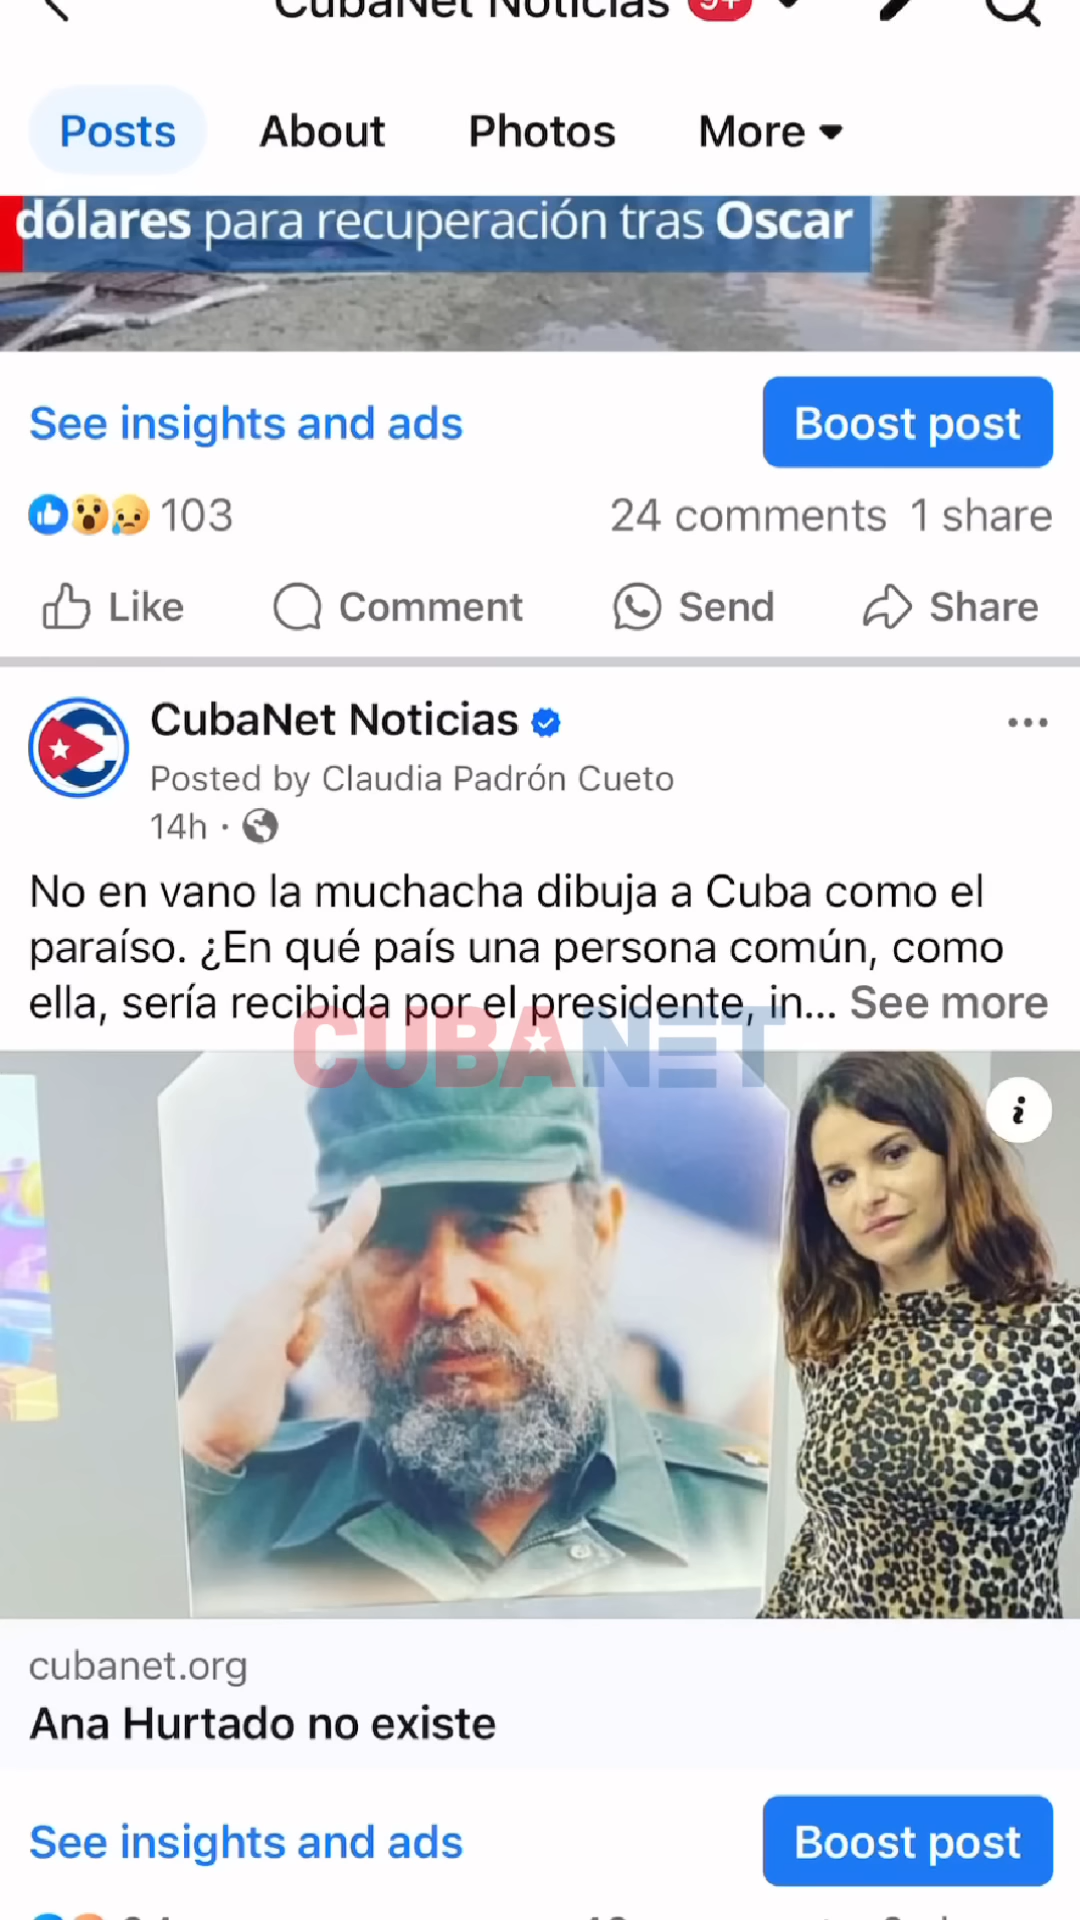 CubaNet Noticias 9+
Posts About Photos More
dólares para recuperación tras Oscar
See insights and ads Boost post
103 24 comments 1 share
Like Comment Send Share
CubaNet Noticias
Posted by Claudia Padrón Cueto
14h ·
No en vano la muchacha dibuja a Cuba como el
paraíso. ¿En qué país una persona común, como
ella, sería recibida por el presidente, in... See more
CUBANET
cubanet.org
Ana Hurtado no existe
See insights and ads Boost post